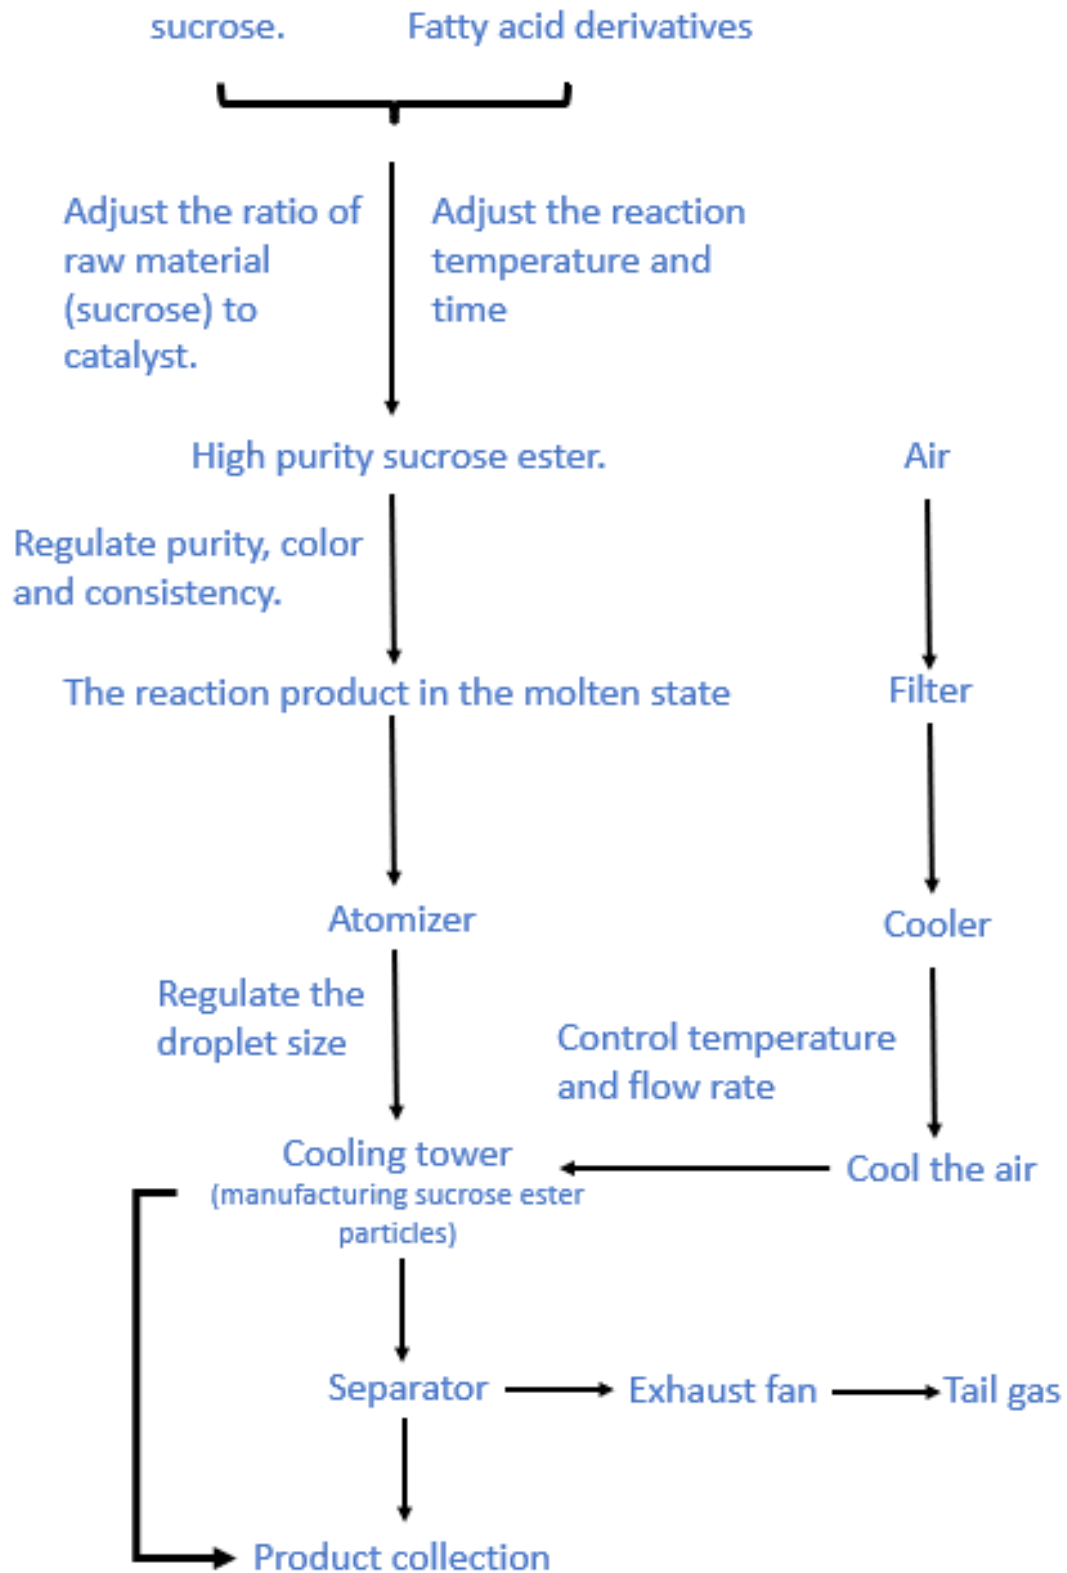 sucrose.
Fatty acid derivatives
Adjust the ratio of
raw material
(sucrose) to
catalyst.
Adjust the reaction
temperature and
time
High purity sucrose ester.
Air
Regulate purity, color
and consistency.
The reaction product in the molten state
Filter
Atomizer
Cooler
Regulate the
droplet size
Control temperature
and flow rate
Cooling tower
(manufacturing sucrose ester
particles)
Cool the air
Separator
Exhaust fan
Tail gas
Product collection